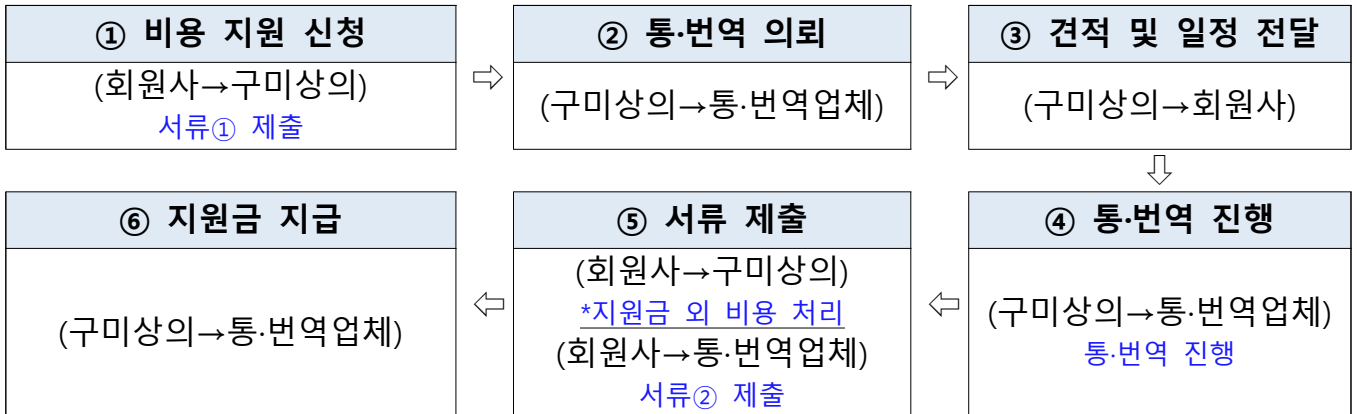 ① 비용 지원 신청
(회원사→구미상의)
서류① 제출
⇨
② 통·번역 의뢰
(구미상의→통·번역업체)
⇨
③ 견적 및 일정 전달
(구미상의→회원사)
⇩
④ 통·번역 진행
(구미상의→통·번역업체)
통·번역 진행
⇦
⑤ 서류 제출
(회원사→구미상의)
*지원금 외 비용 처리
(회원사→통·번역업체)
서류② 제출
⇦
⑥ 지원금 지급
(구미상의→통·번역업체)